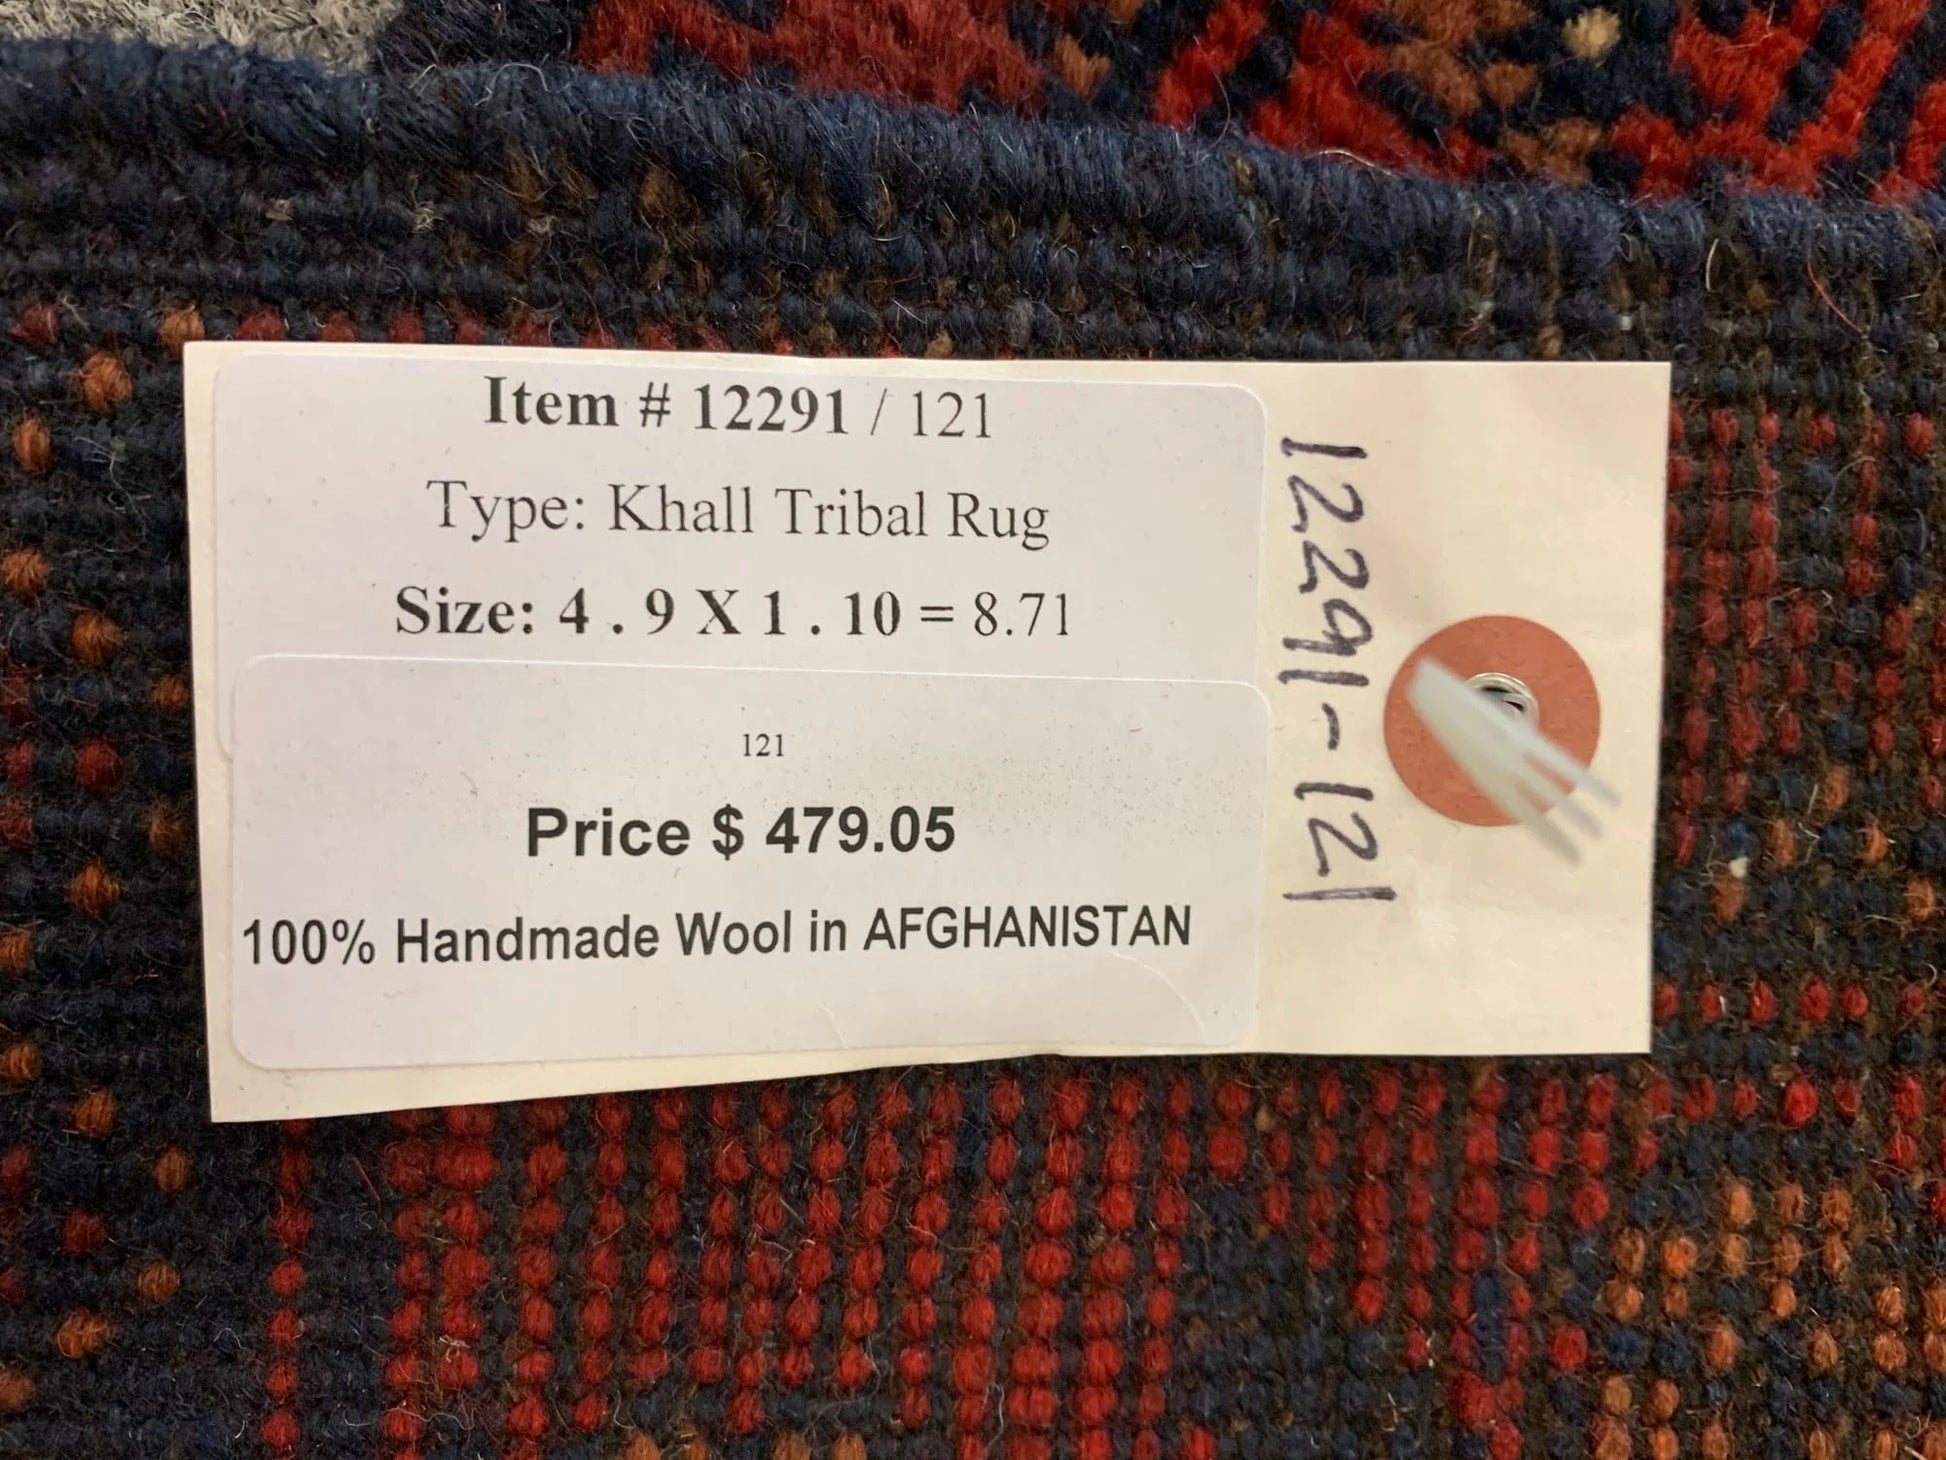 Item # 12291 / 121
Type: Khall Tribal Rug
Size: 4 . 9 X 1 . 10 = 8.71
121
Price $ 479.05
100% Handmade Wool in AFGHANISTAN
12291-121